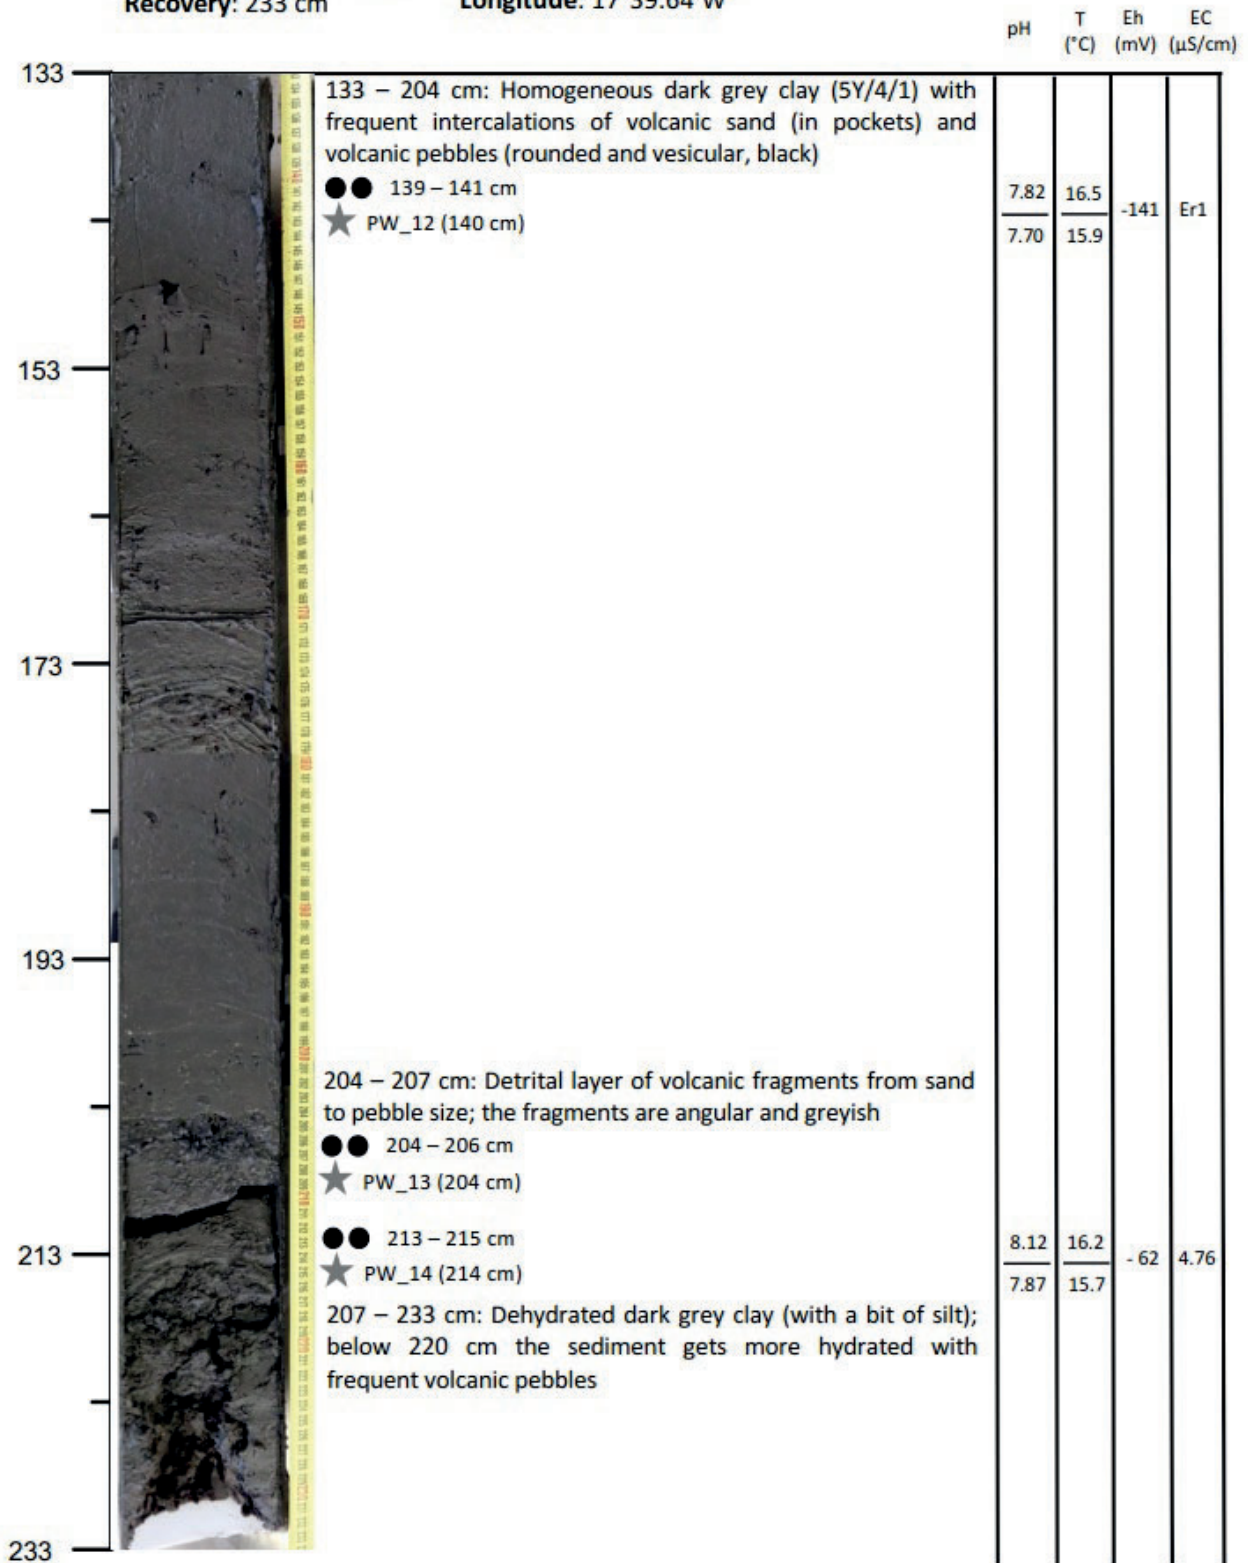 Recovery: 233 cm
Longitude: 17°39.64'W
pH
T
(°C)
Eh
(mV)
EC
(µS/cm)
133
133 – 204 cm: Homogeneous dark grey clay (5Y/4/1) with
frequent intercalations of volcanic sand (in pockets) and
volcanic pebbles (rounded and vesicular, black)
139 – 141 cm
PW_12 (140 cm)
7.82
7.70
16.5
15.9
-141
Er1
153
173
193
204 – 207 cm: Detrital layer of volcanic fragments from sand
to pebble size; the fragments are angular and greyish
204 – 206 cm
PW_13 (204 cm)
213
213 – 215 cm
PW_14 (214 cm)
8.12
7.87
16.2
15.7
- 62
4.76
207 – 233 cm: Dehydrated dark grey clay (with a bit of silt);
below 220 cm the sediment gets more hydrated with
frequent volcanic pebbles
233